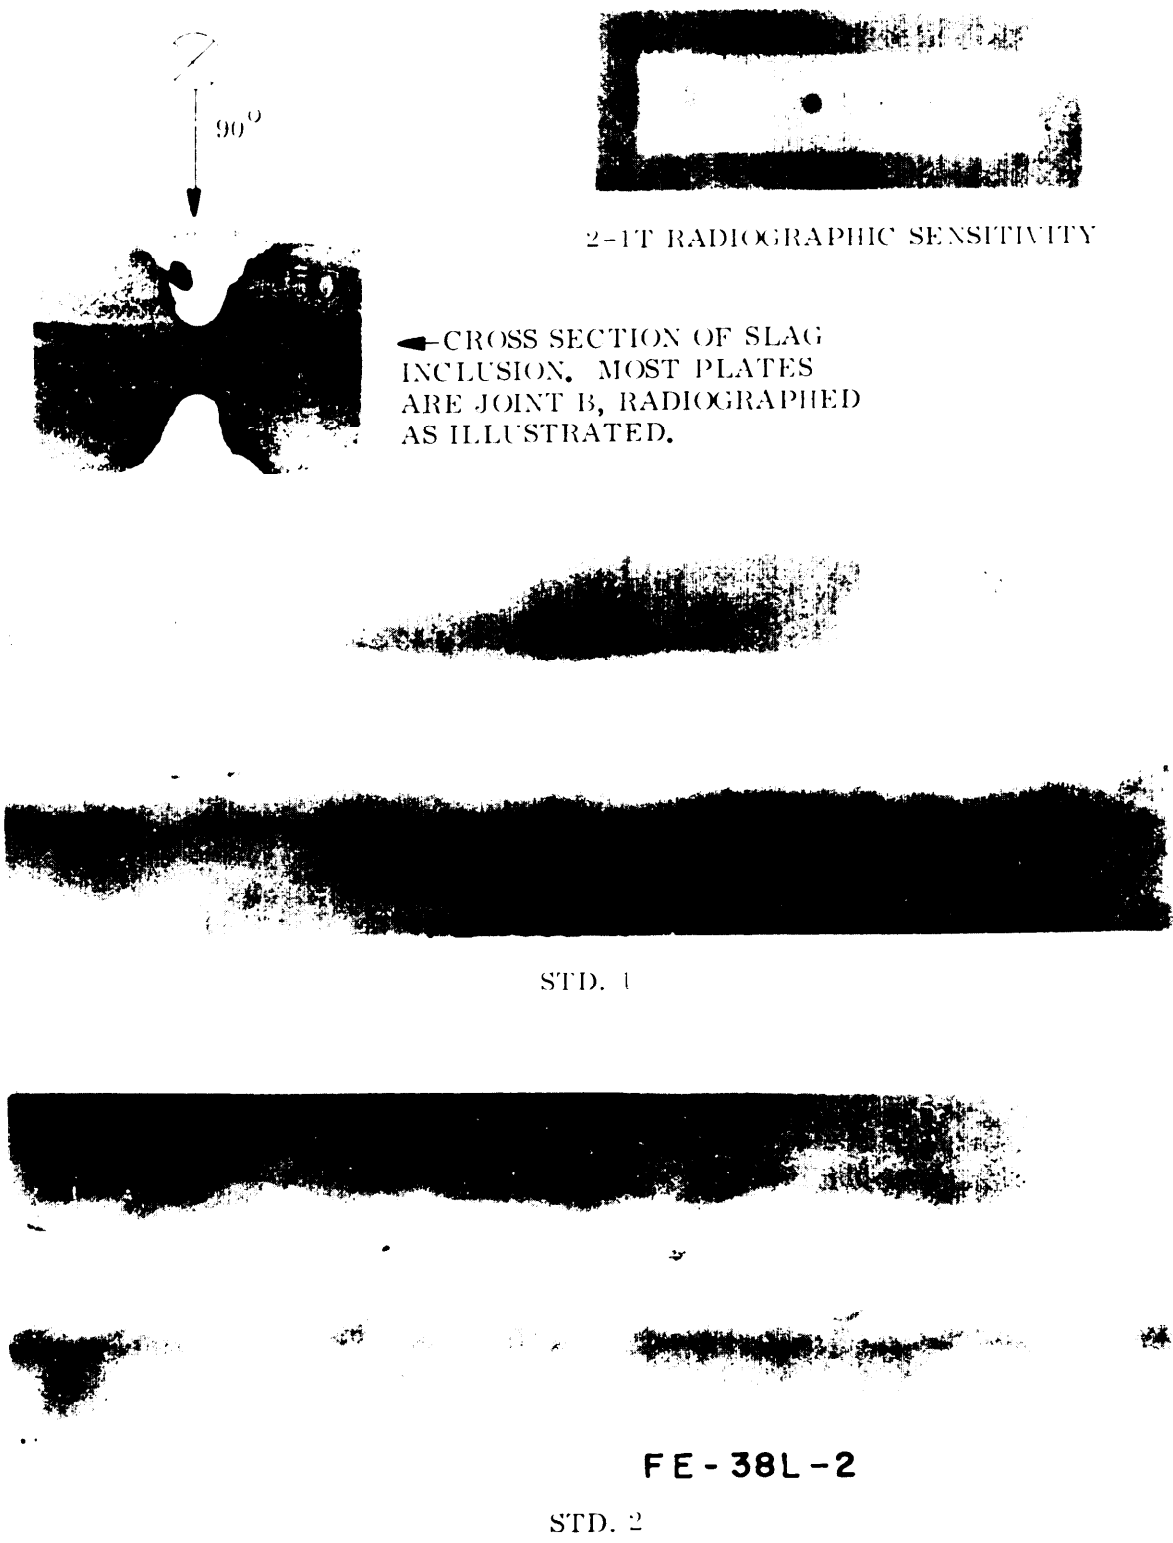 90°
2-1T RADIOGRAPHIC SENSITIVITY
CROSS SECTION OF SLAG
INCLUSION. MOST PLATES
ARE JOINT B, RADIOGRAPHED
AS ILLUSTRATED.
STD. 1
FE-38L-2
STD. 2